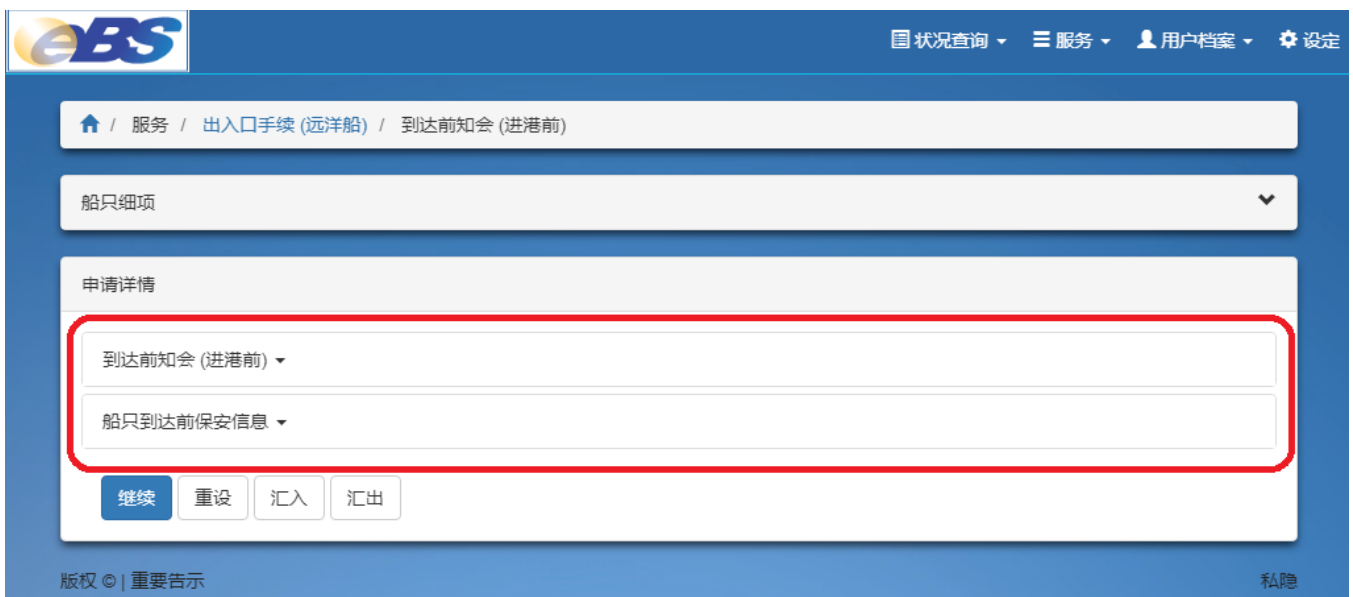 eBS
状况查询 服务 用户档案 设定
/ 服务 / 出入口手续 (远洋船) / 到达前知会 (进港前)
船只细项
申请详情
到达前知会 (进港前)
船只到达前保安信息
继续 重设 汇入 汇出
版权 © | 重要告示 私隐